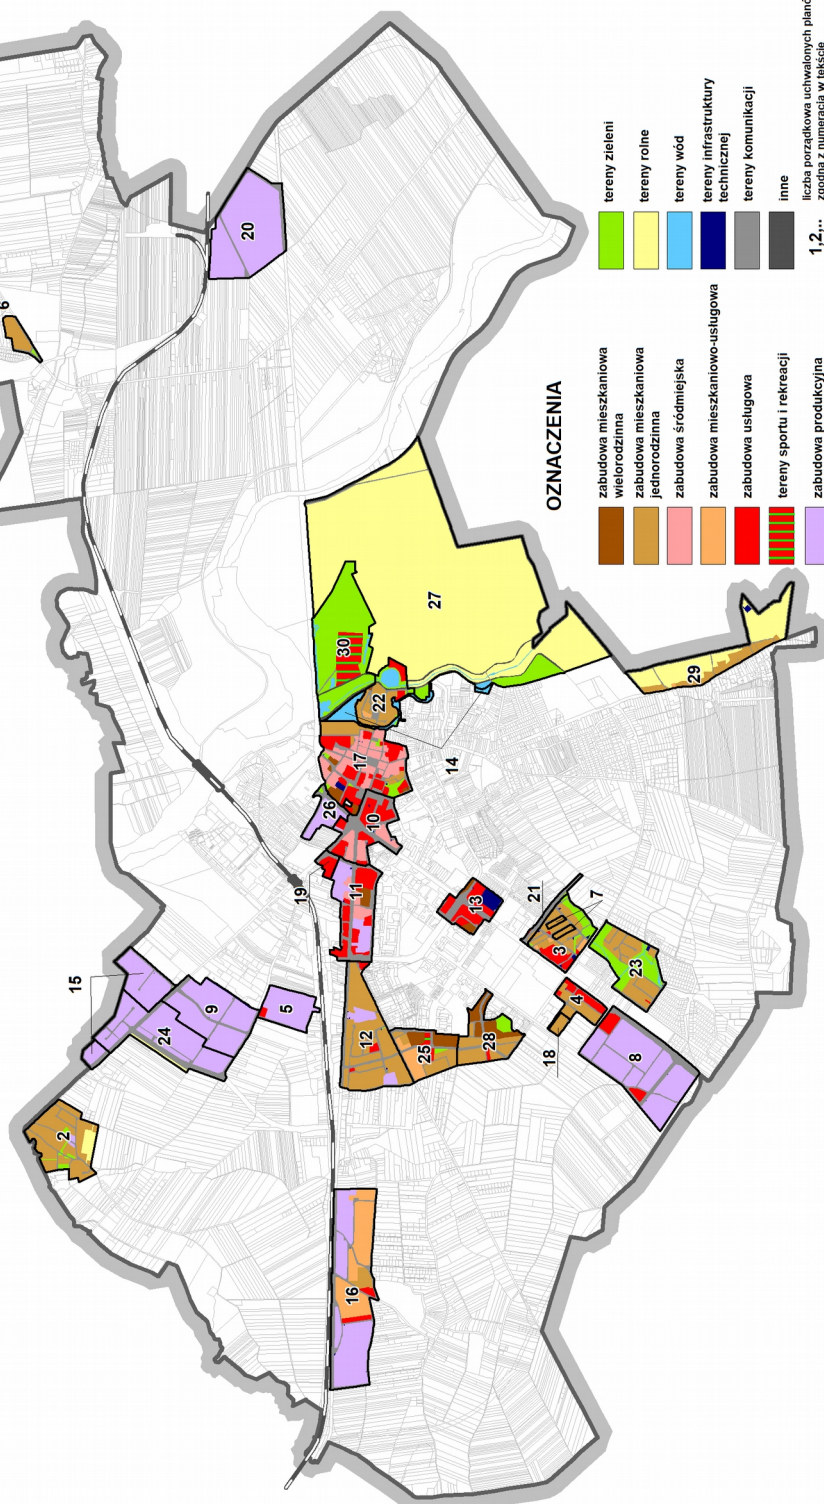 6
20
15
24
9
5
2
19
26
17
22
30
27
14
10
11
12
25
28
13
21
7
3
23
4
18
8
16
29
OZNACZENIA
zabudowa mieszkaniowa
wielorodzinna
zabudowa mieszkaniowa
jednorodzinna
zabudowa śródmiejska
zabudowa mieszkaniowo-usługowa
zabudowa usługowa
tereny sportu i rekreacji
zabudowa produkcyjna
tereny zieleni
tereny rolne
tereny wód
tereny infrastruktury
technicznej
tereny komunikacji
inne
1,2,..
liczba porządkowa uchwalonych
zgodna z numeracją w tekście